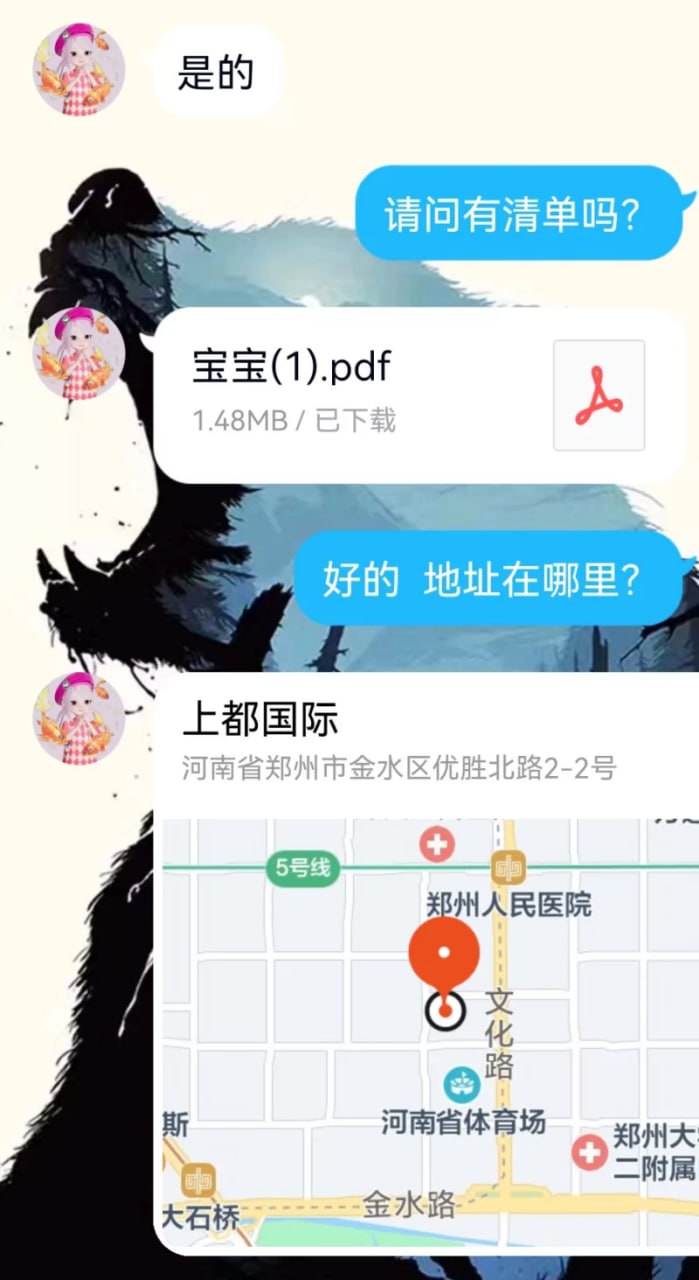 是的
请问有清单吗?
宝宝(1).pdf
1.48MB / 已下载
好的 地址在哪里?
上都国际
河南省郑州市金水区优胜北路2-2号
5号线
郑州人民医院
文化路
河南省体育场
斯
郑州大
二附属
金水路
大石桥